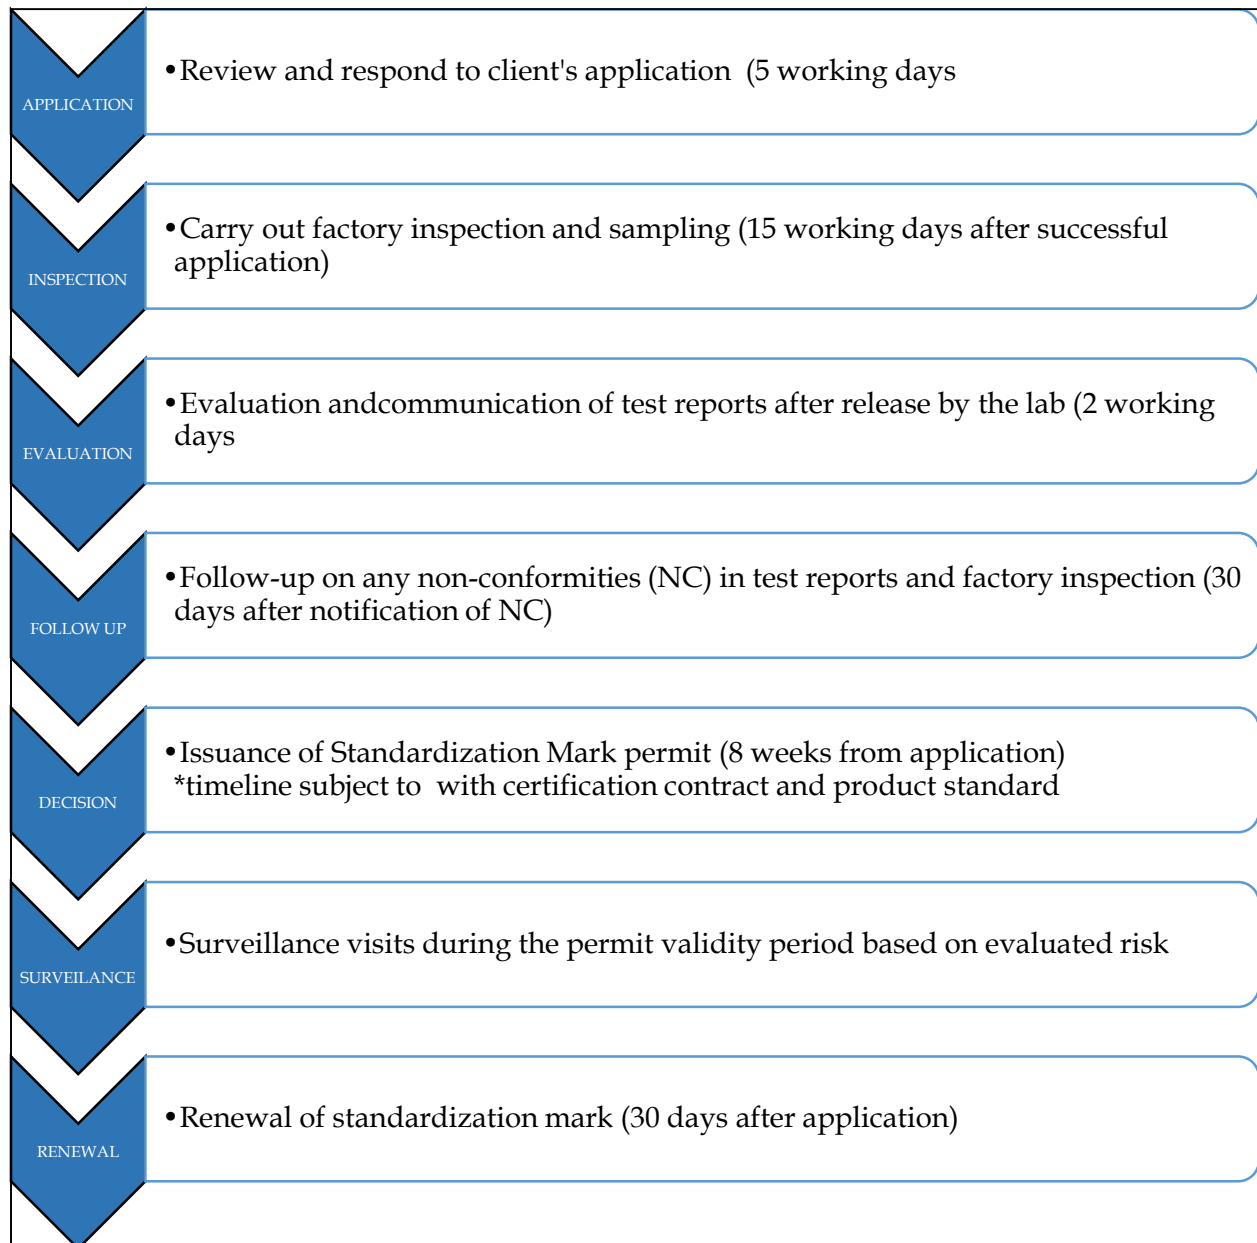 APPLICATION
•Review and respond to client's application  (5 working days
INSPECTION
•Carry out factory inspection and sampling (15 working days after successful
application)
EVALUATION
•Evaluation andcommunication of test reports after release by the lab (2 working
days
FOLLOW UP
•Follow-up on any non-conformities (NC) in test reports and factory inspection (30
days after notification of NC)
DECISION
•Issuance of Standardization Mark permit (8 weeks from application)
*timeline subject to  with certification contract and product standard
SURVEILANCE
•Surveillance visits during the permit validity period based on evaluated risk
RENEWAL
•Renewal of standardization mark (30 days after application)